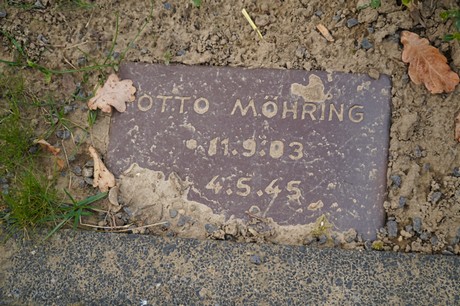 OTTO MÖHRING
* 11.9.03
† 4.5.45